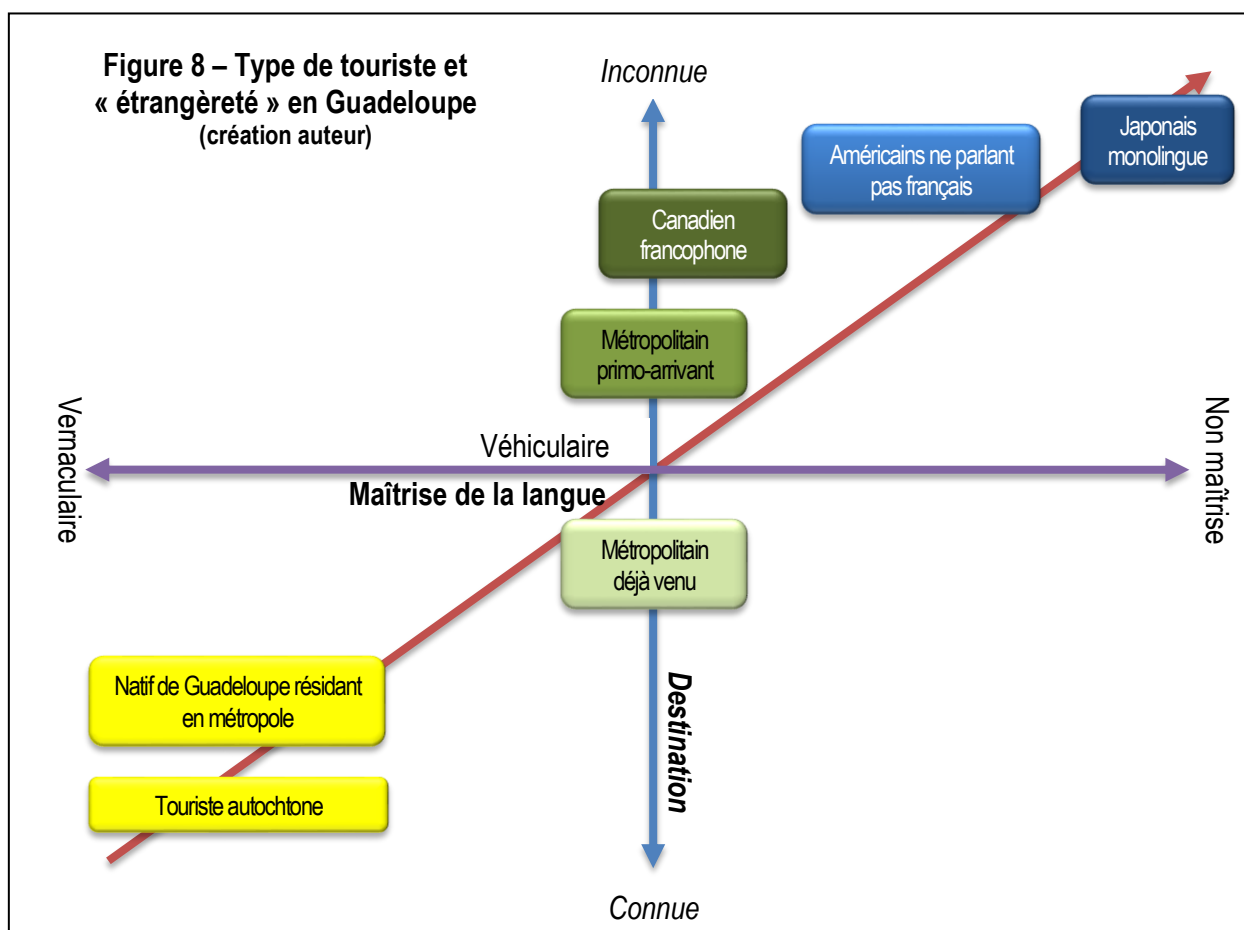 Figure 8 – Type de touriste et
« étrangèreté » en Guadeloupe
(création auteur)
Inconnue
Japonais
monolingue
Américains ne parlant
pas français
Canadien
francophone
Métropolitain
primo-arrivant
Vernaculaire
Véhiculaire
Maîtrise de la langue
Non maîtrise
Métropolitain
déjà venu
Natif de Guadeloupe résidant
en métropole
Destination
Touriste autochtone
Connue